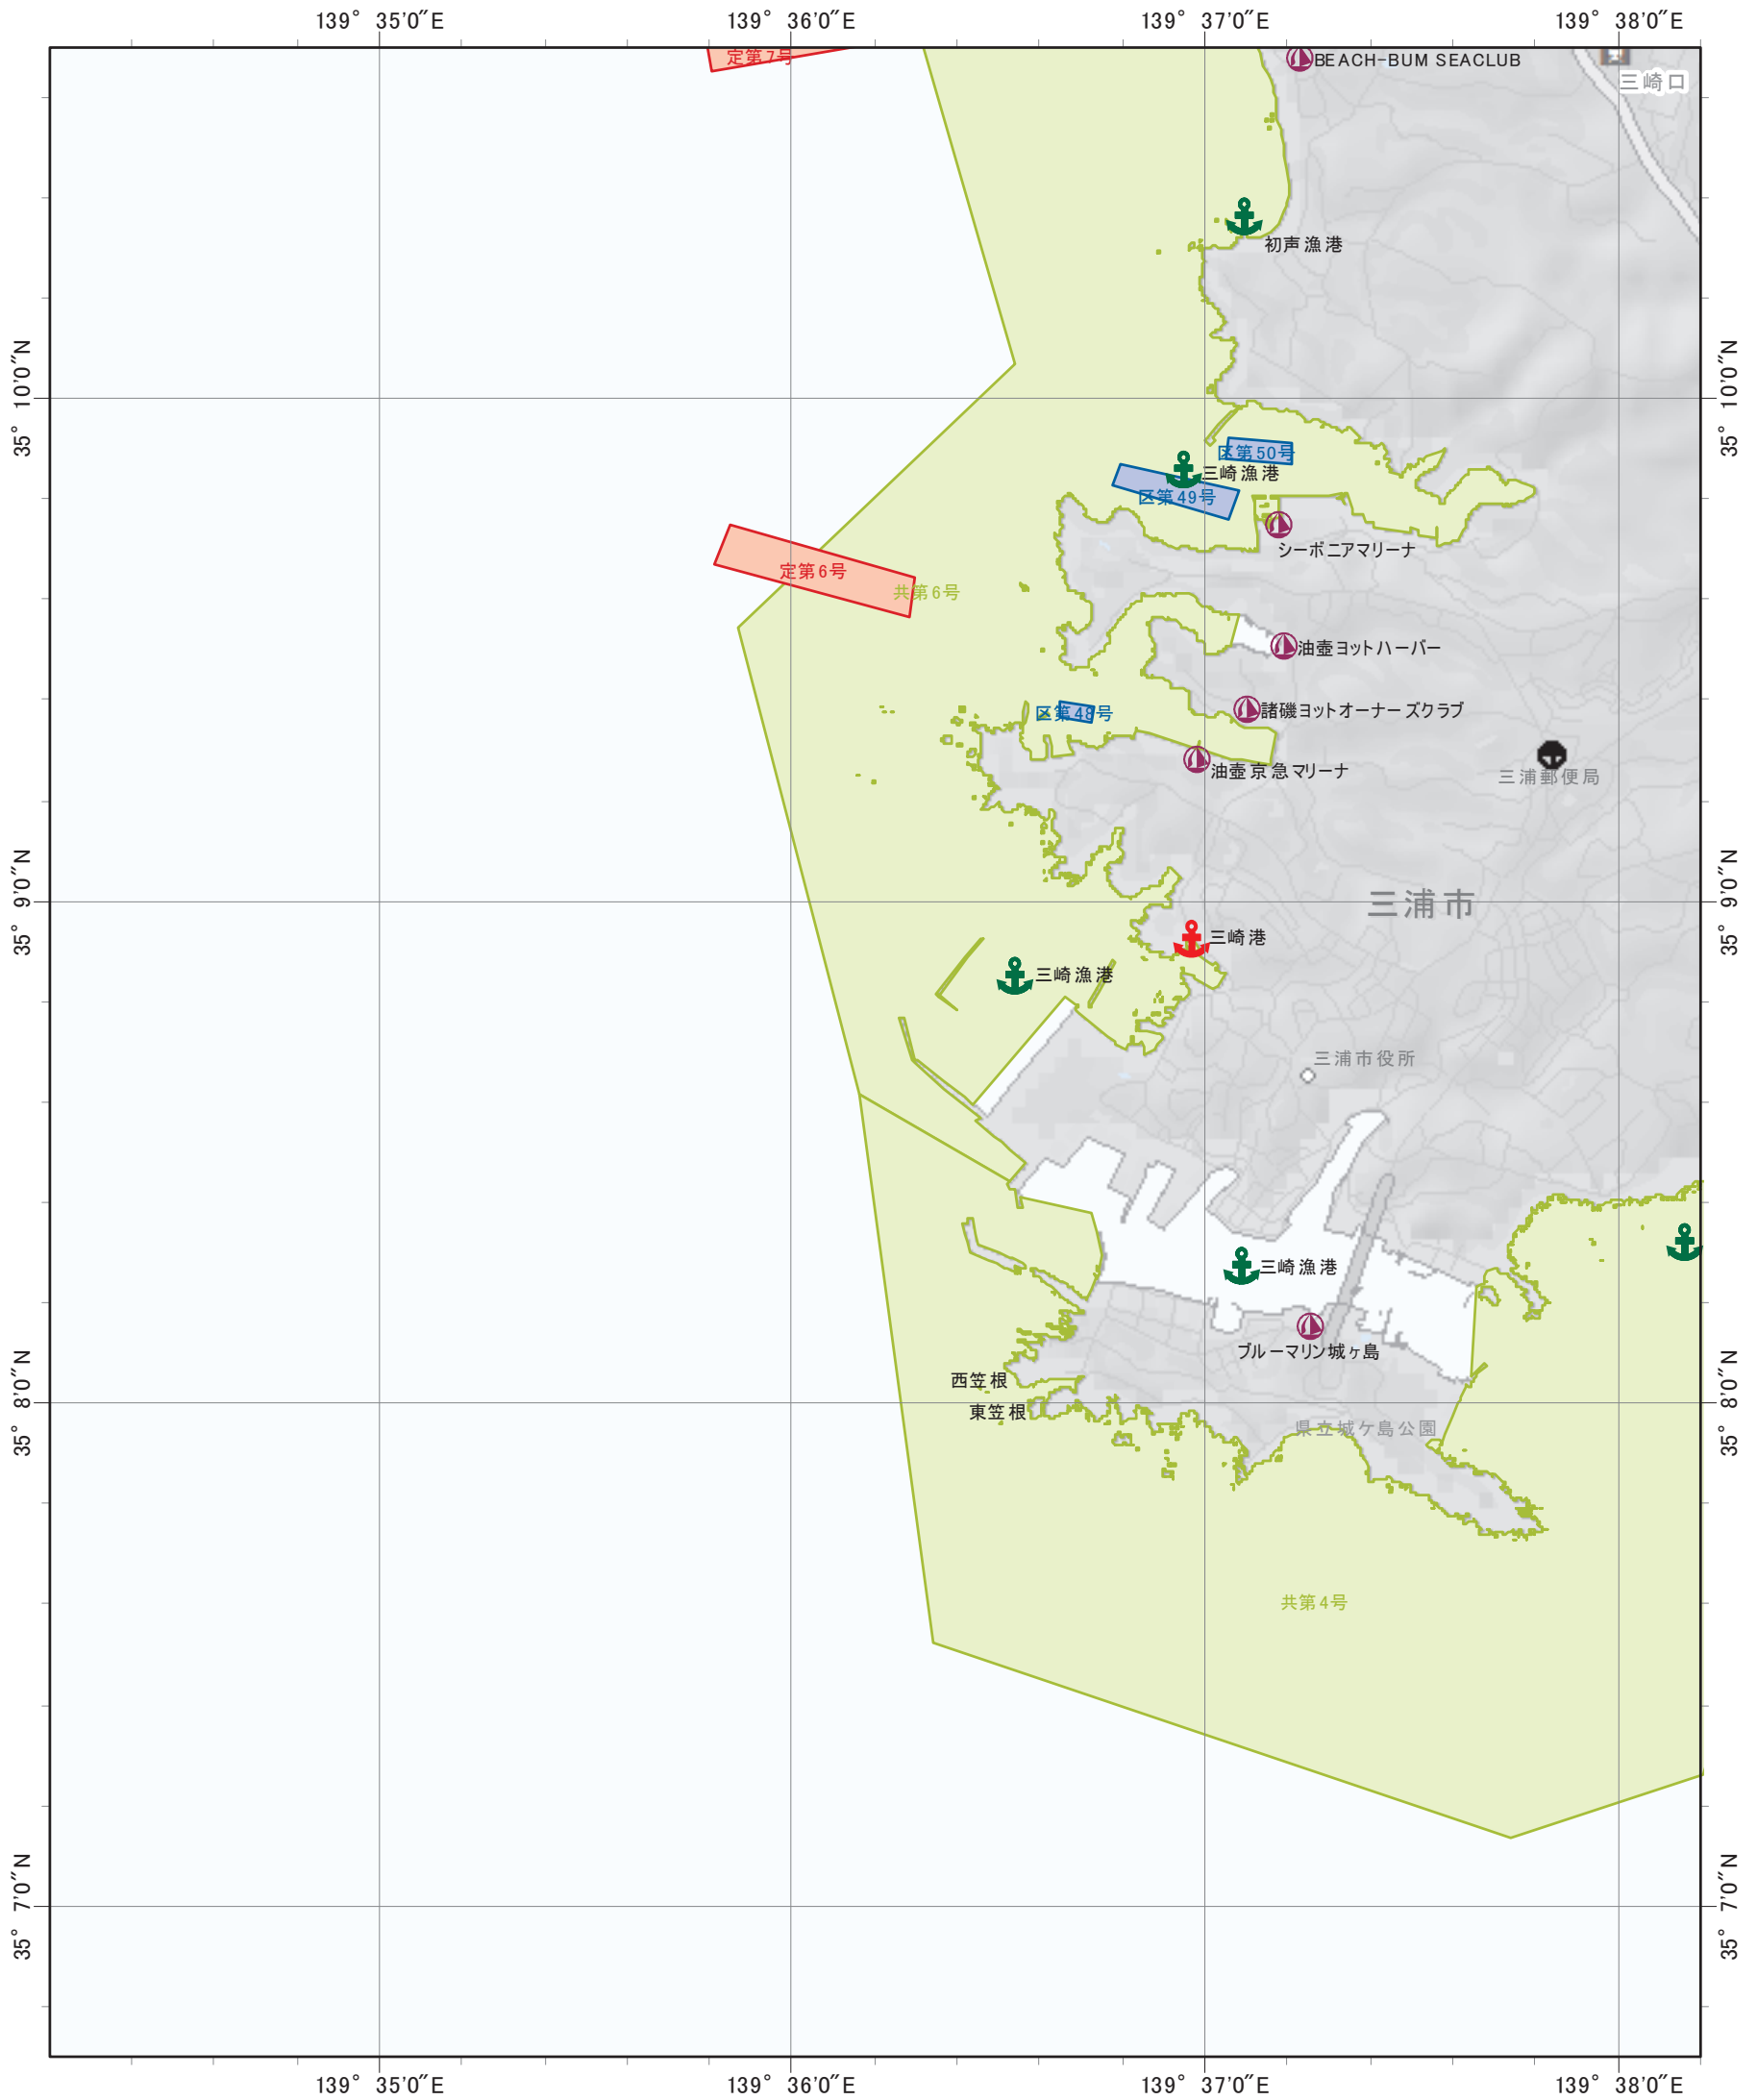 139° 35'0"E
139° 36'0"E
139° 37'0"E
139° 38'0"E
定第7号
BEACH-BUM SEACLUB
三崎口
初声漁港
35° 10'0"N
35° 10'0"N
区第50号
三崎漁港
区第49号
シーボニアマリーナ
定第6号
共第6号
油壺ヨットハーバー
区第48号
諸磯ヨットオーナーズクラブ
油壺京急マリーナ
三浦郵便局
35° 9'0"N
三浦市
35° 9'0"N
三崎港
三崎漁港
三浦市役所
三崎漁港
ブルーマリン城ヶ島
35° 8'0"N
西笠根
35° 8'0"N
東笠根
県立城ケ島公園
共第4号
35° 7'0"N
35° 7'0"N
139° 35'0"E
139° 36'0"E
139° 37'0"E
139° 38'0"E